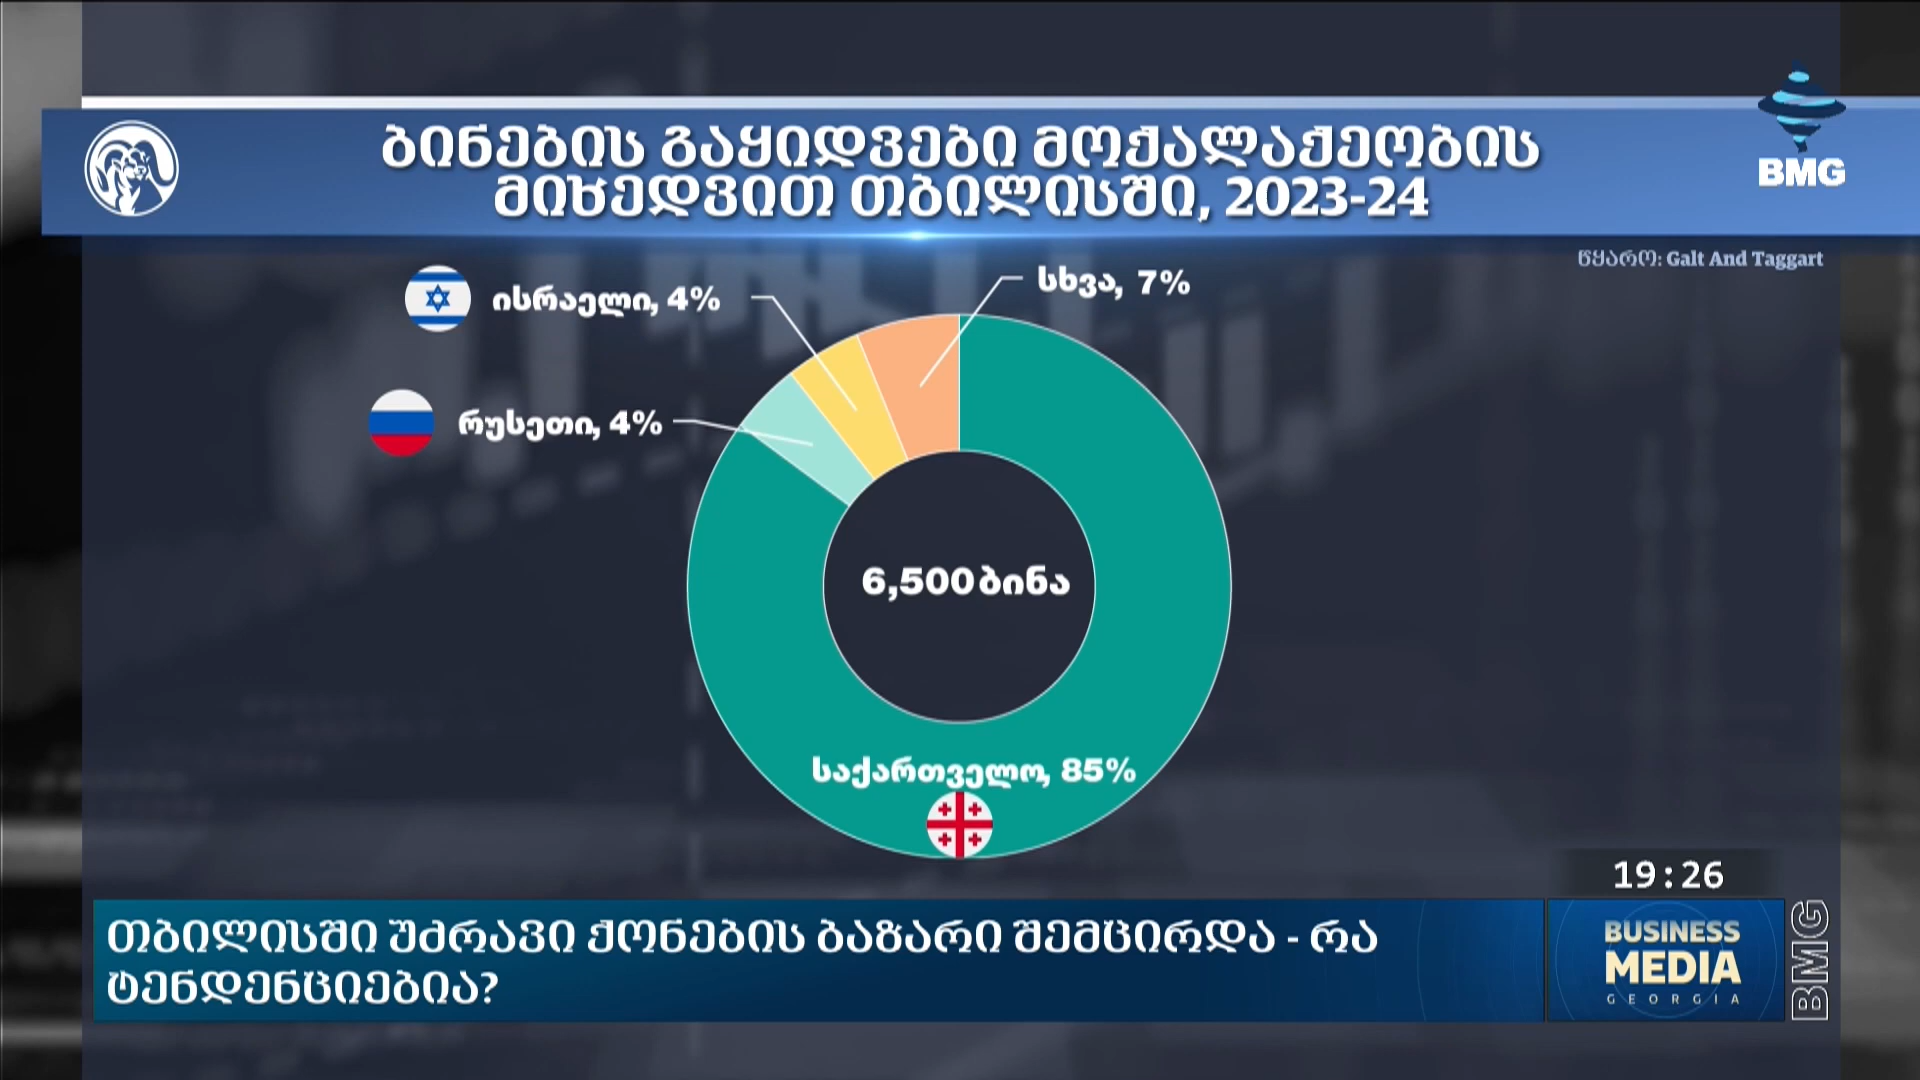 ბინების გაყიდვები მოქალაქეობის
მიხედვით თბილისში, 2023-24
BMG
წყარო: Galt And Taggart
ისრაელი, 4%
სხვა, 7%
რუსეთი, 4%
6,500 ბინა
საქართველო, 85%
19:26
თბილისში უძრავი ქონების ბაზარი შემცირდა - რა
ტენდენციებია?
BUSINESS
MEDIA
GEORGIA
BMG